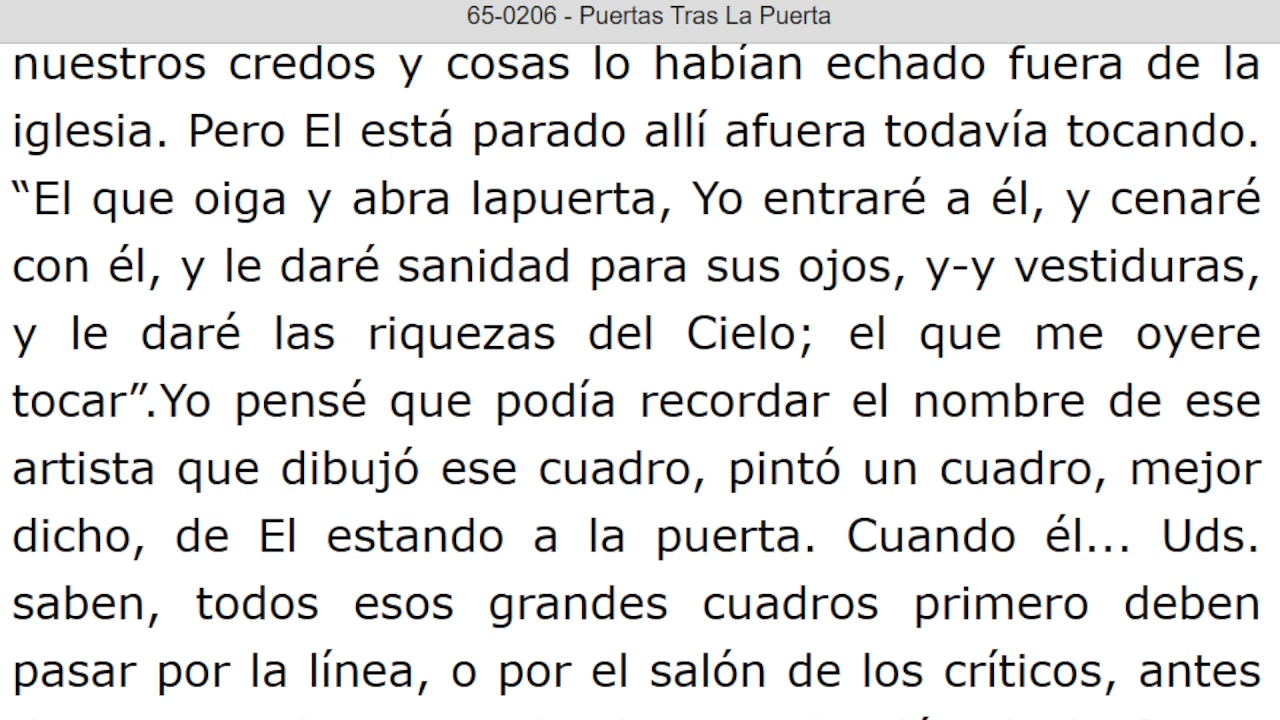 65-0206 - Puertas Tras La Puerta
nuestros credos y cosas lo habían echado fuera de la
iglesia. Pero El está parado allí afuera todavía tocando.
“El que oiga y abra lapuerta, Yo entraré a él, y cenaré
con él, y le daré sanidad para sus ojos, y-y vestiduras,
y le daré las riquezas del Cielo; el que me oyere
tocar”.Yo pensé que podía recordar el nombre de ese
artista que dibujó ese cuadro, pintó un cuadro, mejor
dicho, de El estando a la puerta. Cuando él... Uds.
saben, todos esos grandes cuadros primero deben
pasar por la línea, o por el salón de los críticos, antes